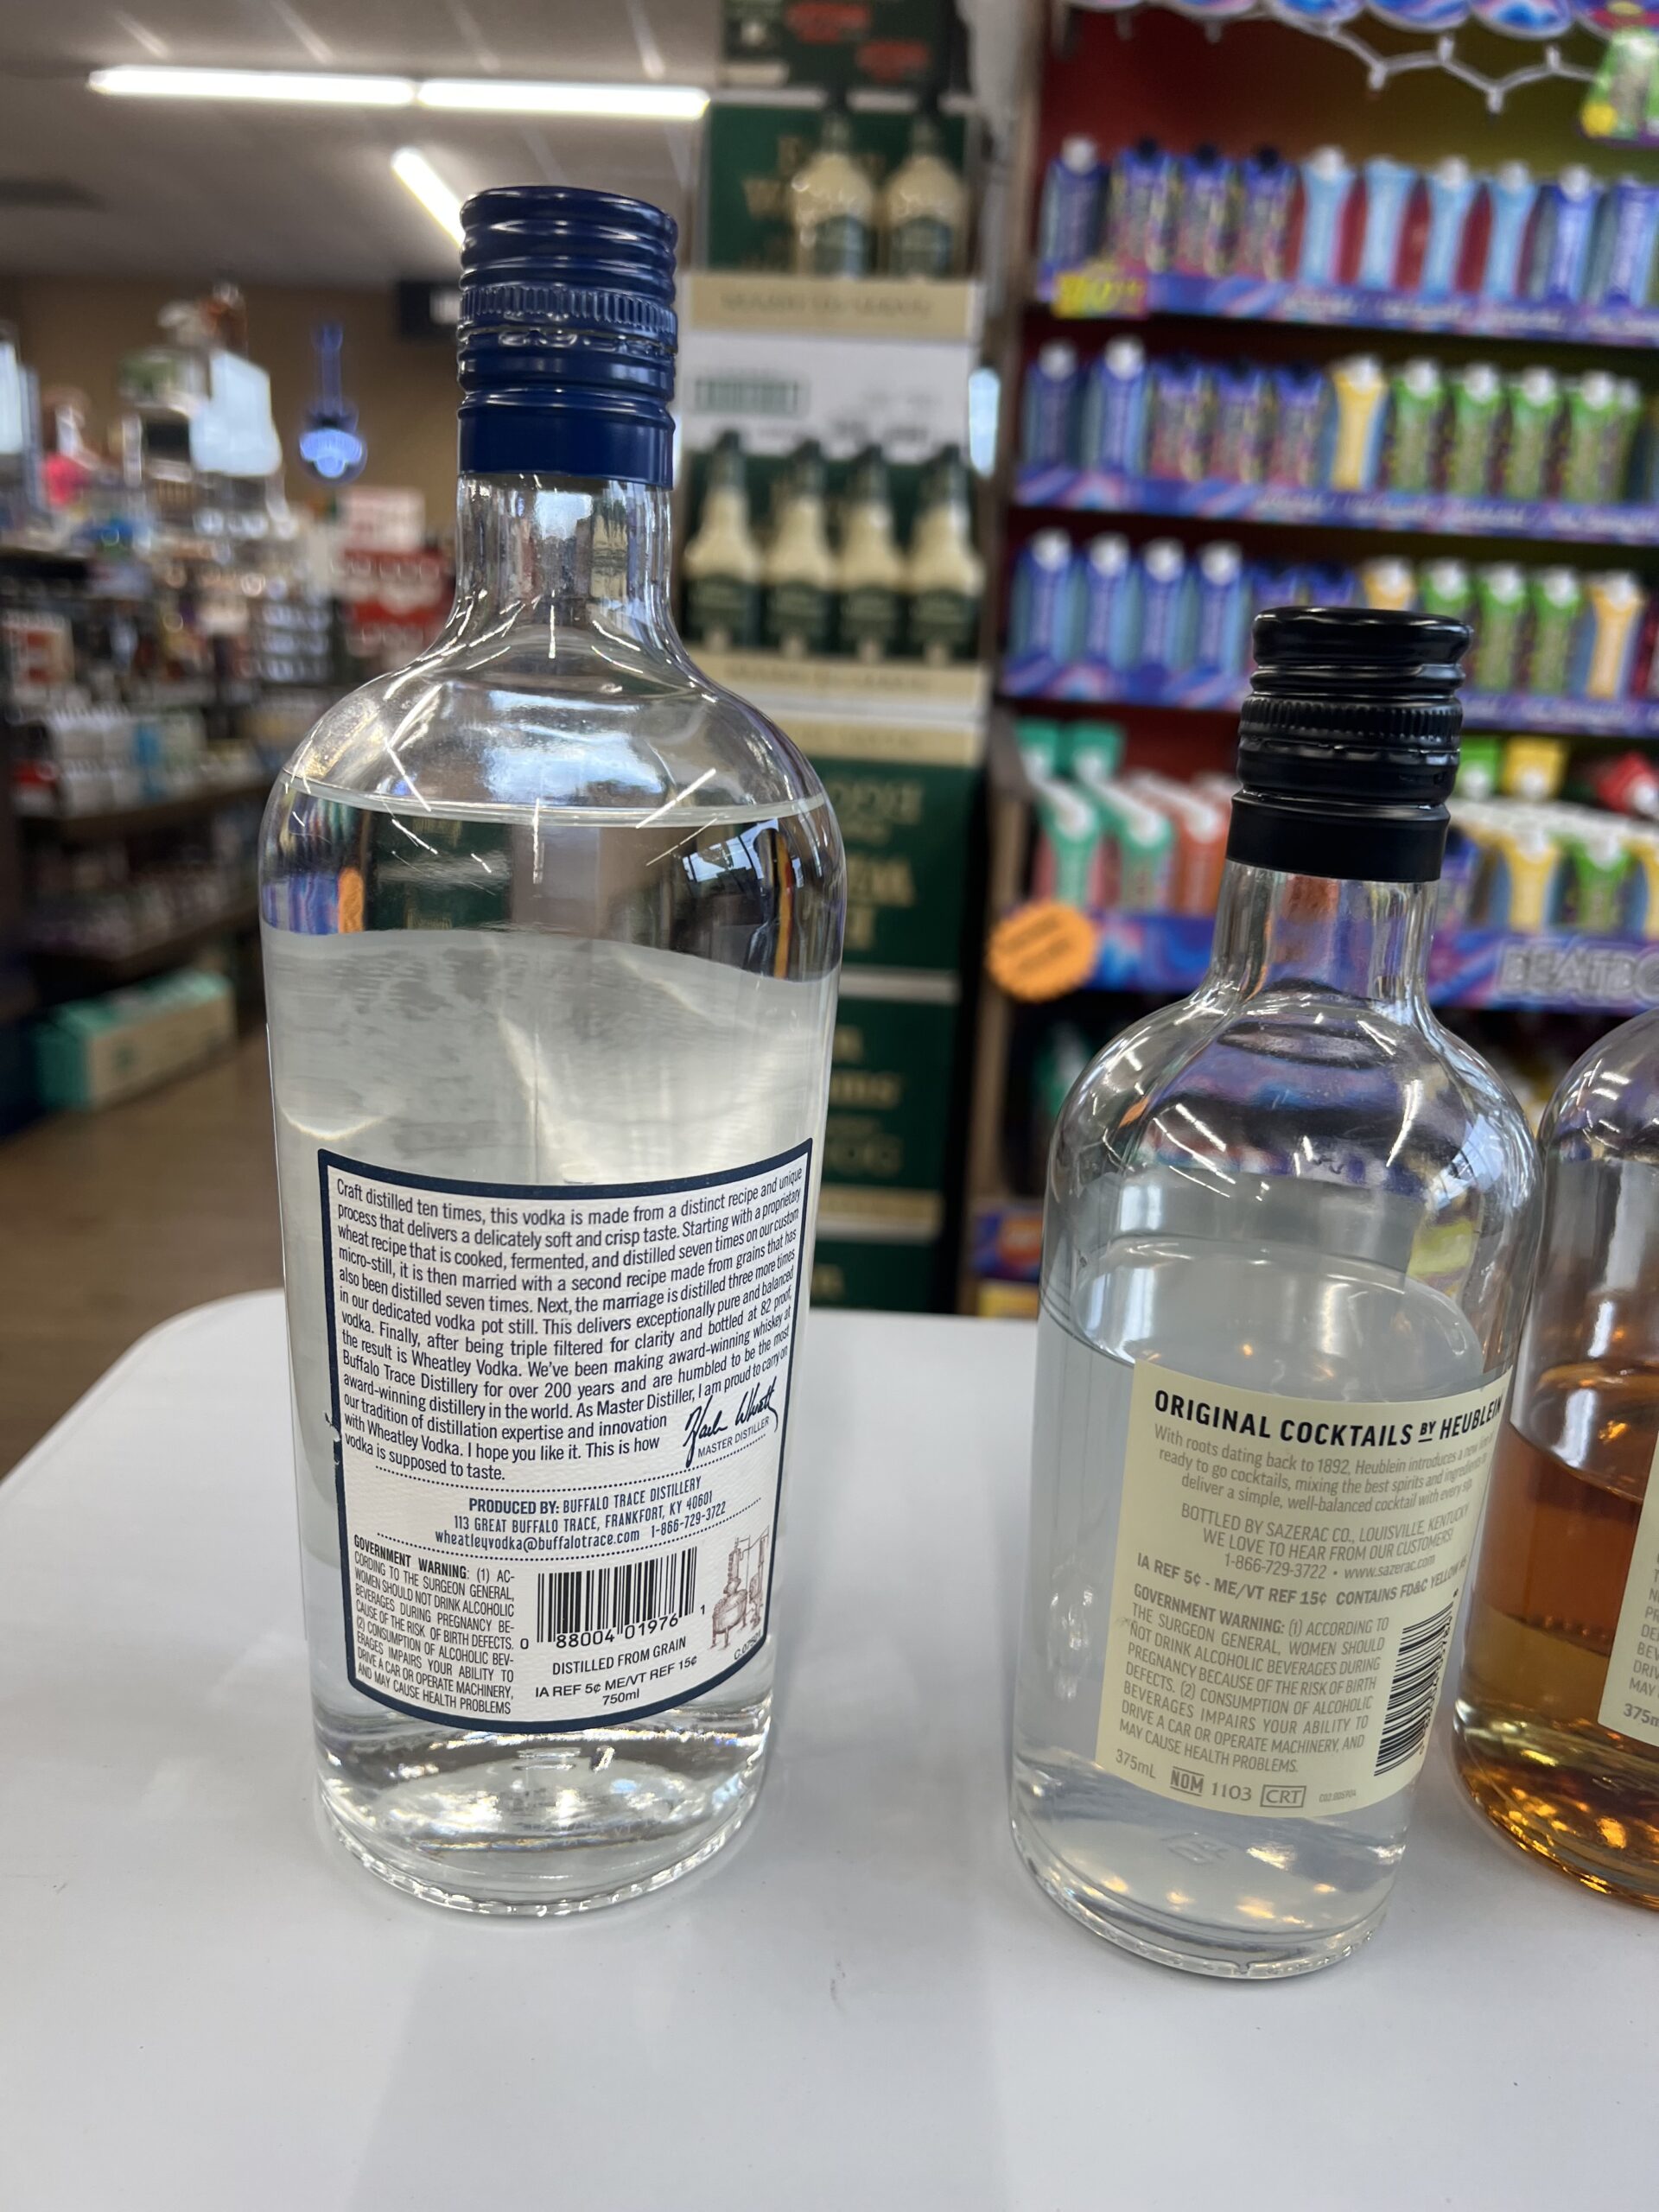 Craft distilled ten times, this vodka is made from a distinct recipe and unique
process that delivers a delicately soft and crisp taste. Starting with a proprietary
wheat recipe that is cooked, fermented, and distilled seven times on our custom
micro-still, it is then married with a second recipe made from grains that has
also been distilled seven times. Next, the marriage is distilled three more times
in our dedicated vodka pot still. This delivers exceptionally pure and balanced
vodka. Finally, after being triple filtered for clarity and bottled at 82 proof,
the result is Wheatley Vodka. We've been making award-winning whiskey at
Buffalo Trace Distillery for over 200 years and are humbled to be the most
award-winning distillery in the world. As Master Distiller, I am proud to carry on
our tradition of distillation expertise and innovation
with Wheatley Vodka. I hope you like it. This is how
vodka is supposed to taste.
MASTER DISTILLER
PRODUCED BY: BUFFALO TRACE DISTILLERY
113 GREAT BUFFALO TRACE, FRANKFORT, KY 40601
wheatleyvodka@buffalotrace.com 1-866-729-3722
GOVERNMENT WARNING: (1) AC-
CORDING TO THE SURGEON GENERAL,
WOMEN SHOULD NOT DRINK ALCOHOLIC
BEVERAGES DURING PREGNANCY BE-
CAUSE OF THE RISK OF BIRTH DEFECTS.
(2) CONSUMPTION OF ALCOHOLIC BEV-
ERAGES IMPAIRS YOUR ABILITY TO
DRIVE A CAR OR OPERATE MACHINERY,
AND MAY CAUSE HEALTH PROBLEMS
0 88004 01976 1
DISTILLED FROM GRAIN
IA REF 5¢ ME/VT REF 15¢
750ml
ORIGINAL COCKTAILS BY HEUBLEIN
With roots dating back to 1892, Heublein introduces a new line of
ready to go cocktails, mixing the best spirits and ingredients to
deliver a simple, well-balanced cocktail with every sip.
BOTTLED BY SAZERAC CO., LOUISVILLE, KENTUCKY
WE LOVE TO HEAR FROM OUR CUSTOMERS!
1-866-729-3722 • www.sazerac.com
IA REF 5¢ - ME/VT REF 15¢ CONTAINS FD&C YELLOW #5
GOVERNMENT WARNING: (1) ACCORDING TO
THE SURGEON GENERAL, WOMEN SHOULD
NOT DRINK ALCOHOLIC BEVERAGES DURING
PREGNANCY BECAUSE OF THE RISK OF BIRTH
DEFECTS. (2) CONSUMPTION OF ALCOHOLIC
BEVERAGES IMPAIRS YOUR ABILITY TO
DRIVE A CAR OR OPERATE MACHINERY, AND
MAY CAUSE HEALTH PROBLEMS.
375mL NOM 1103 CRT